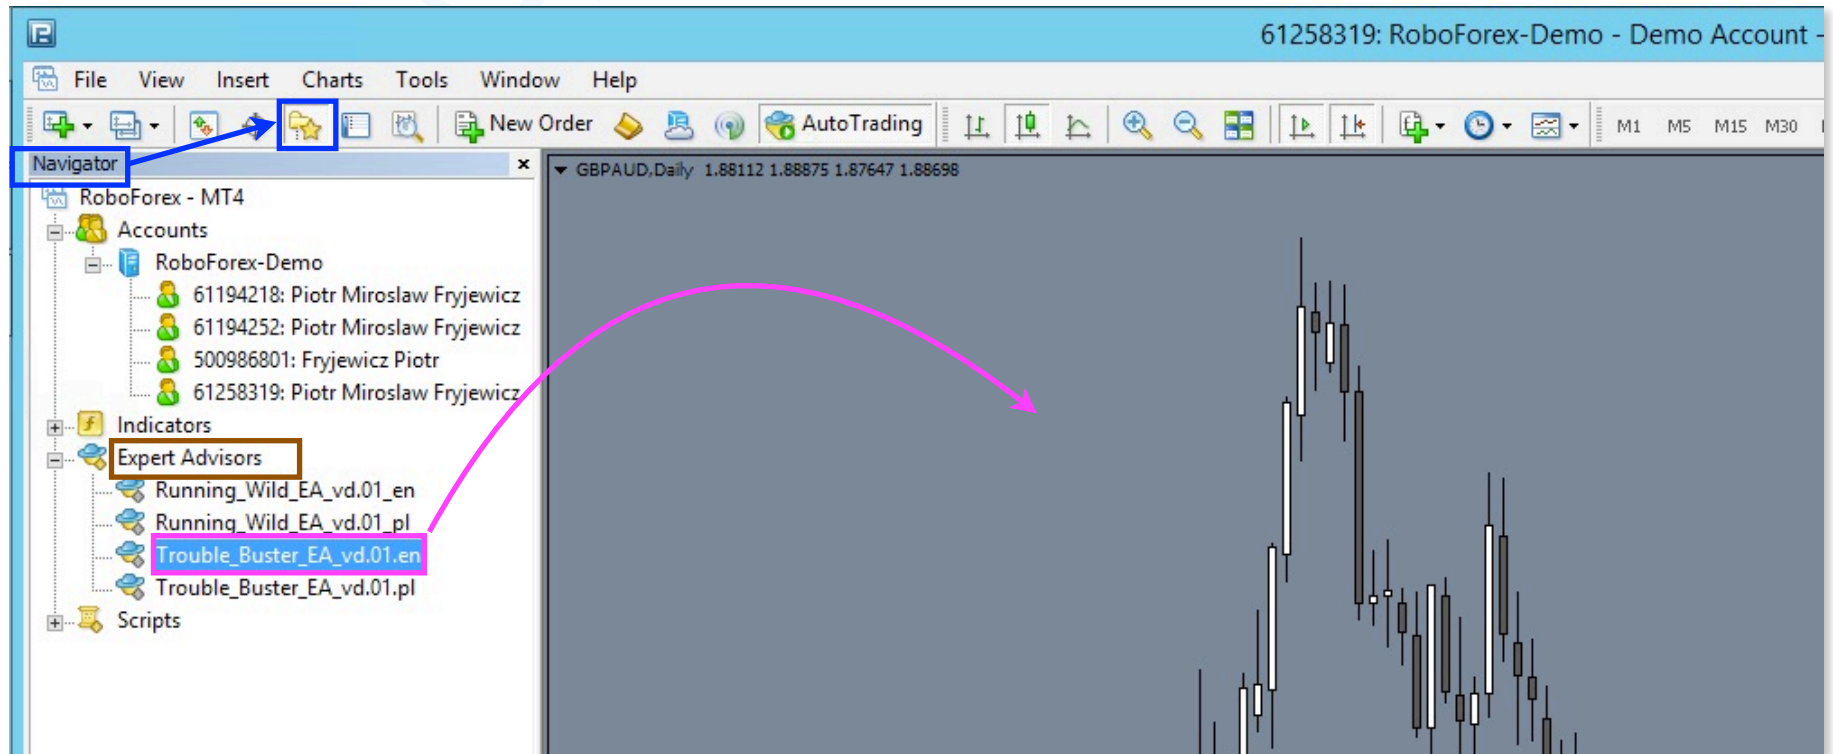 61258319: RoboForex-Demo - Demo Account -
File View Insert Charts Tools Window Help
New Order AutoTrading M1 M5 M15 M30
Navigator
GBPAUD,Daily 1.88112 1.88875 1.87647 1.88698
RoboForex - MT4
Accounts
RoboForex-Demo
61194218: Piotr Miroslaw Fryjewicz
61194252: Piotr Miroslaw Fryjewicz
500986801: Fryjewicz Piotr
61258319: Piotr Miroslaw Fryjewicz
Indicators
Expert Advisors
Running_Wild_EA_vd.01_en
Running_Wild_EA_vd.01_pl
Trouble_Buster_EA_vd.01.en
Trouble_Buster_EA_vd.01.pl
Scripts